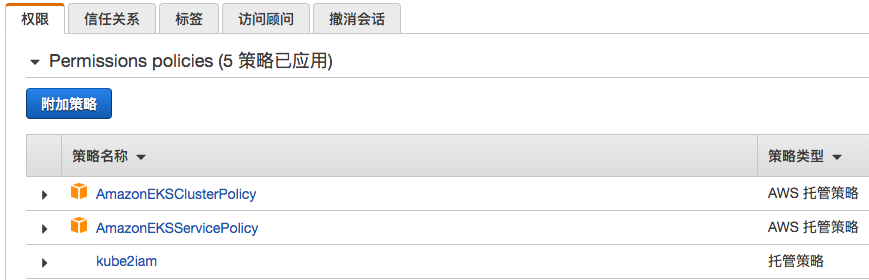 权限 信任关系 标签 访问顾问 撤消会话
Permissions policies (5 策略已应用)
附加策略
策略名称 策略类型
AmazonEKSClusterPolicy AWS 托管策略
AmazonEKSServicePolicy AWS 托管策略
kube2iam 托管策略